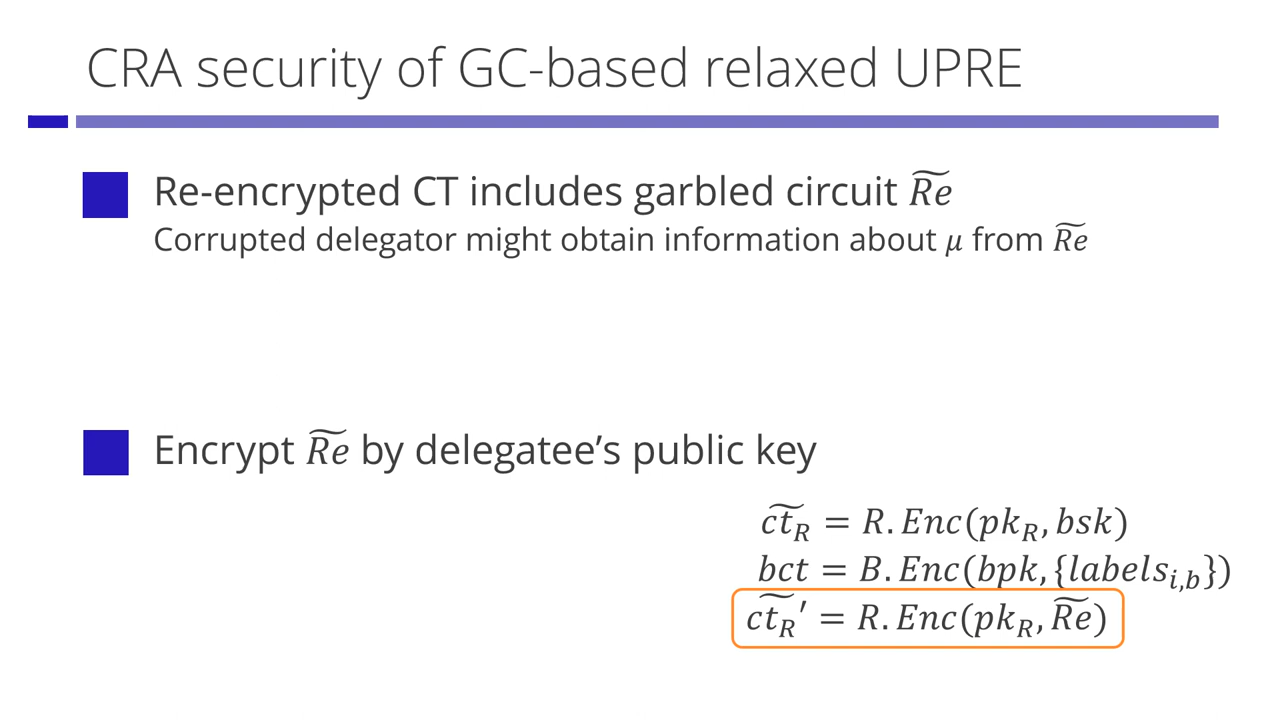 CRA security of GC-based relaxed UPRE
Re-encrypted CT includes garbled circuit R͠e
Corrupted delegator might obtain information about μ from R͠e
Encrypt R͠e by delegatee’s public key
c͠t_R = R.Enc(pk_R, bsk)
bct = B.Enc(bpk, {labels_{i,b}})
c͠t_R′ = R.Enc(pk_R, R͠e)